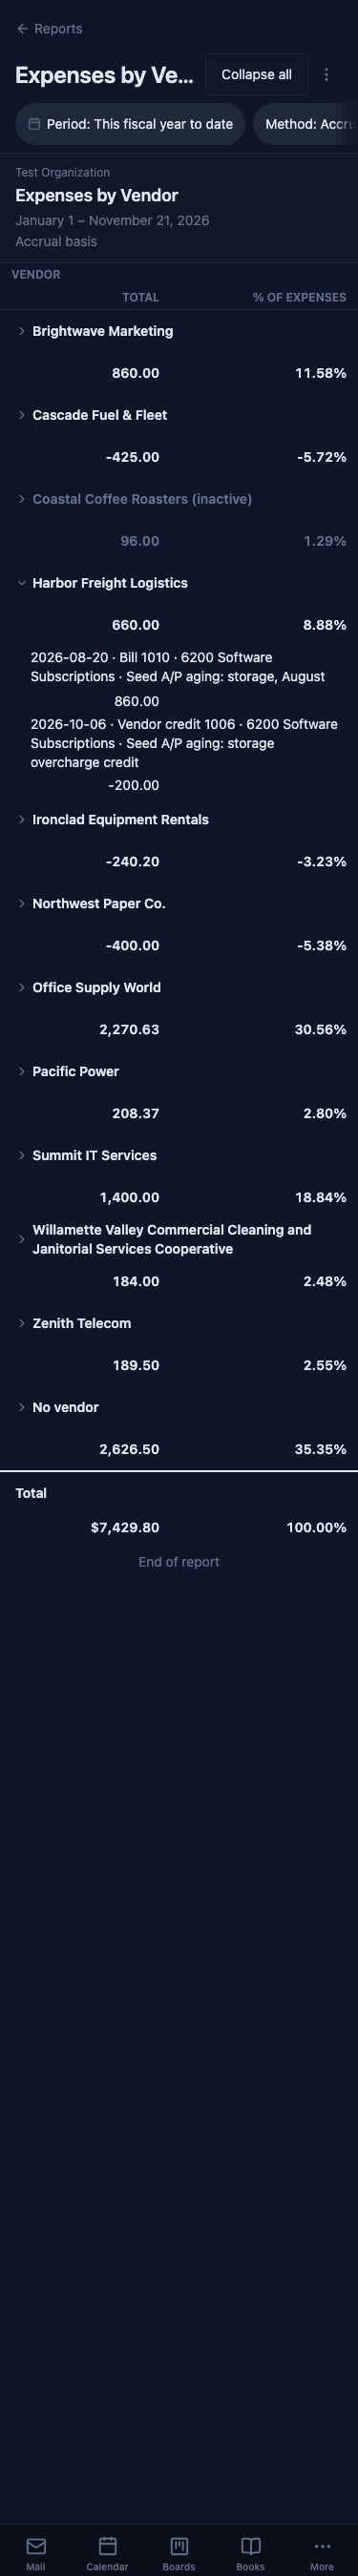 Reports
Expenses by Ve...
Collapse all
Period: This fiscal year to date
Method: Accru
Test Organization
Expenses by Vendor
January 1 – November 21, 2026
Accrual basis
VENDOR
TOTAL % OF EXPENSES
Brightwave Marketing
860.00 11.58%
Cascade Fuel & Fleet
-425.00 -5.72%
Coastal Coffee Roasters (inactive)
96.00 1.29%
Harbor Freight Logistics
660.00 8.88%
2026-08-20 · Bill 1010 · 6200 Software
Subscriptions · Seed A/P aging: storage, August
860.00
2026-10-06 · Vendor credit 1006 · 6200 Software
Subscriptions · Seed A/P aging: storage
overcharge credit
-200.00
Ironclad Equipment Rentals
-240.20 -3.23%
Northwest Paper Co.
-400.00 -5.38%
Office Supply World
2,270.63 30.56%
Pacific Power
208.37 2.80%
Summit IT Services
1,400.00 18.84%
Willamette Valley Commercial Cleaning and
Janitorial Services Cooperative
184.00 2.48%
Zenith Telecom
189.50 2.55%
No vendor
2,626.50 35.35%
Total
$7,429.80 100.00%
End of report
Mail Calendar Boards Books More